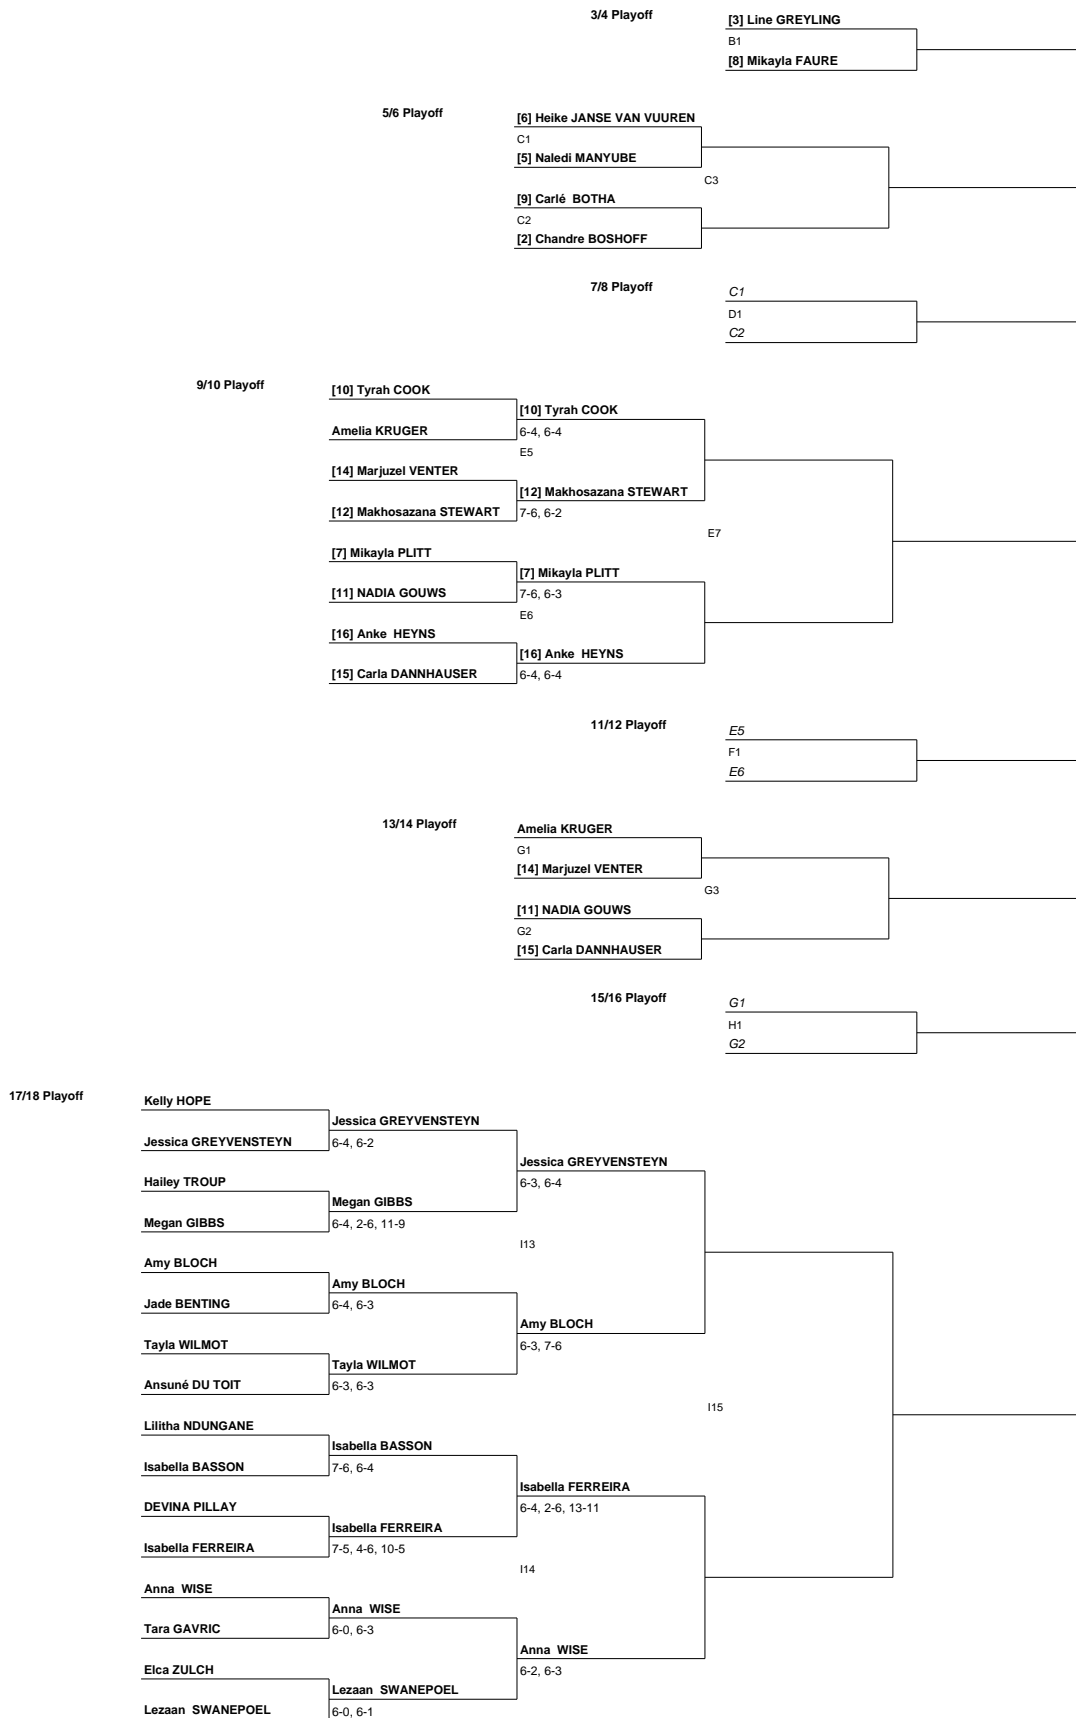 3/4 Playoff
[3] Line GREYLING
B1
[8] Mikayla FAURE
5/6 Playoff
[6] Heike JANSE VAN VUUREN
C1
[5] Naledi MANYUBE
C3
[9] Carlé BOTHA
C2
[2] Chandre BOSHOFF
7/8 Playoff
C1
D1
C2
9/10 Playoff
[10] Tyrah COOK
[10] Tyrah COOK
Amelia KRUGER
6-4, 6-4
E5
[14] Marjuzel VENTER
[12] Makhosazana STEWART
[12] Makhosazana STEWART
7-6, 6-2
E7
[7] Mikayla PLITT
[7] Mikayla PLITT
[11] NADIA GOUWS
7-6, 6-3
E6
[16] Anke HEYNS
[16] Anke HEYNS
[15] Carla DANNHAUSER
6-4, 6-4
11/12 Playoff
E5
F1
E6
13/14 Playoff
Amelia KRUGER
G1
[14] Marjuzel VENTER
G3
[11] NADIA GOUWS
G2
[15] Carla DANNHAUSER
15/16 Playoff
G1
H1
G2
17/18 Playoff
Kelly HOPE
Jessica GREYVENSTEYN
Jessica GREYVENSTEYN
6-4, 6-2
Jessica GREYVENSTEYN
6-3, 6-4
Hailey TROUP
Megan GIBBS
Megan GIBBS
6-4, 2-6, 11-9
I13
Amy BLOCH
Amy BLOCH
Jade BENTING
6-4, 6-3
Amy BLOCH
6-3, 7-6
Tayla WILMOT
Tayla WILMOT
Ansuné DU TOIT
6-3, 6-3
I15
Lilitha NDUNGANE
Isabella BASSON
Isabella BASSON
7-6, 6-4
Isabella FERREIRA
6-4, 2-6, 13-11
DEVINA PILLAY
Isabella FERREIRA
Isabella FERREIRA
7-5, 4-6, 10-5
I14
Anna WISE
Anna WISE
Tara GAVRIC
6-0, 6-3
Anna WISE
6-2, 6-3
Elca ZULCH
Lezaan SWANEPOEL
Lezaan SWANEPOEL
6-0, 6-1